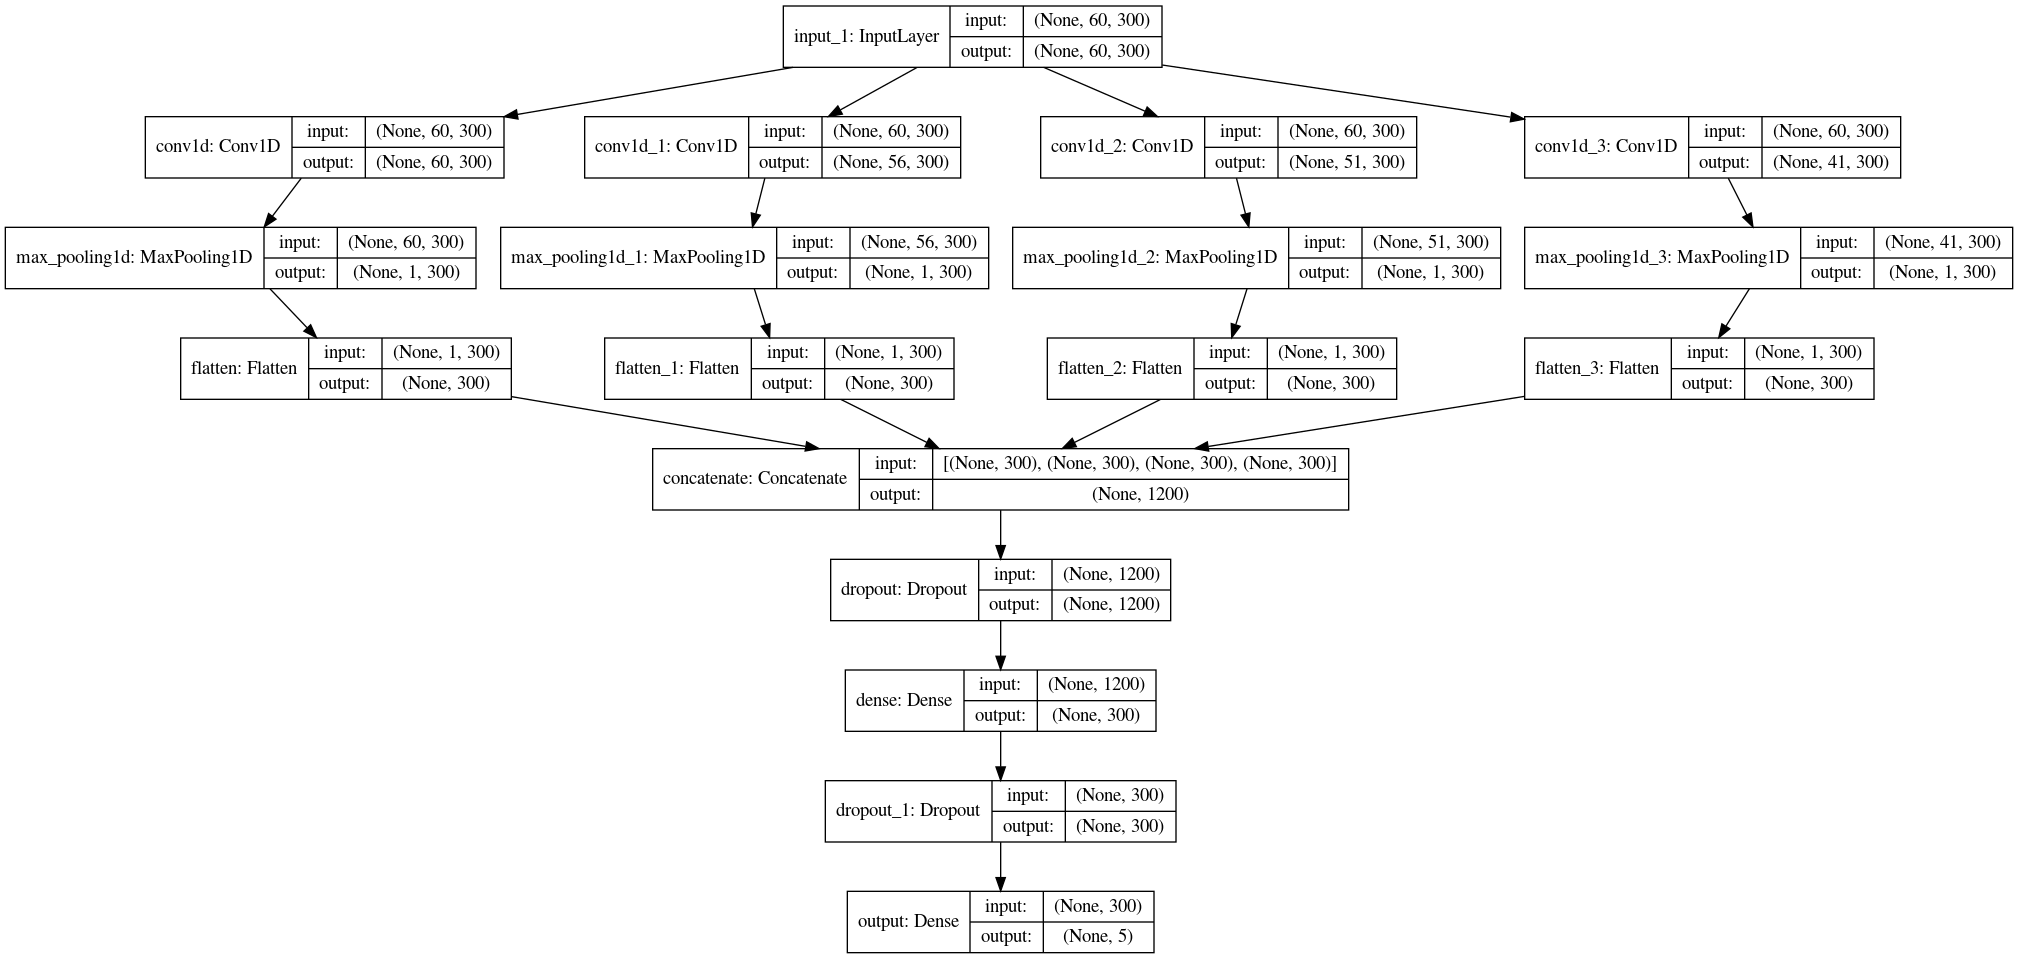 input_1: InputLayer
input:
(None, 60, 300)
output:
(None, 60, 300)
conv1d: Conv1D
input:
(None, 60, 300)
output:
(None, 60, 300)
conv1d_1: Conv1D
input:
(None, 60, 300)
output:
(None, 56, 300)
conv1d_2: Conv1D
input:
(None, 60, 300)
output:
(None, 51, 300)
conv1d_3: Conv1D
input:
(None, 60, 300)
output:
(None, 41, 300)
max_pooling1d: MaxPooling1D
input:
(None, 60, 300)
output:
(None, 1, 300)
max_pooling1d_1: MaxPooling1D
input:
(None, 56, 300)
output:
(None, 1, 300)
max_pooling1d_2: MaxPooling1D
input:
(None, 51, 300)
output:
(None, 1, 300)
max_pooling1d_3: MaxPooling1D
input:
(None, 41, 300)
output:
(None, 1, 300)
flatten: Flatten
input:
(None, 1, 300)
output:
(None, 300)
flatten_1: Flatten
input:
(None, 1, 300)
output:
(None, 300)
flatten_2: Flatten
input:
(None, 1, 300)
output:
(None, 300)
flatten_3: Flatten
input:
(None, 1, 300)
output:
(None, 300)
concatenate: Concatenate
input:
[(None, 300), (None, 300), (None, 300), (None, 300)]
output:
(None, 1200)
dropout: Dropout
input:
(None, 1200)
output:
(None, 1200)
dense: Dense
input:
(None, 1200)
output:
(None, 300)
dropout_1: Dropout
input:
(None, 300)
output:
(None, 300)
output: Dense
input:
(None, 300)
output:
(None, 5)